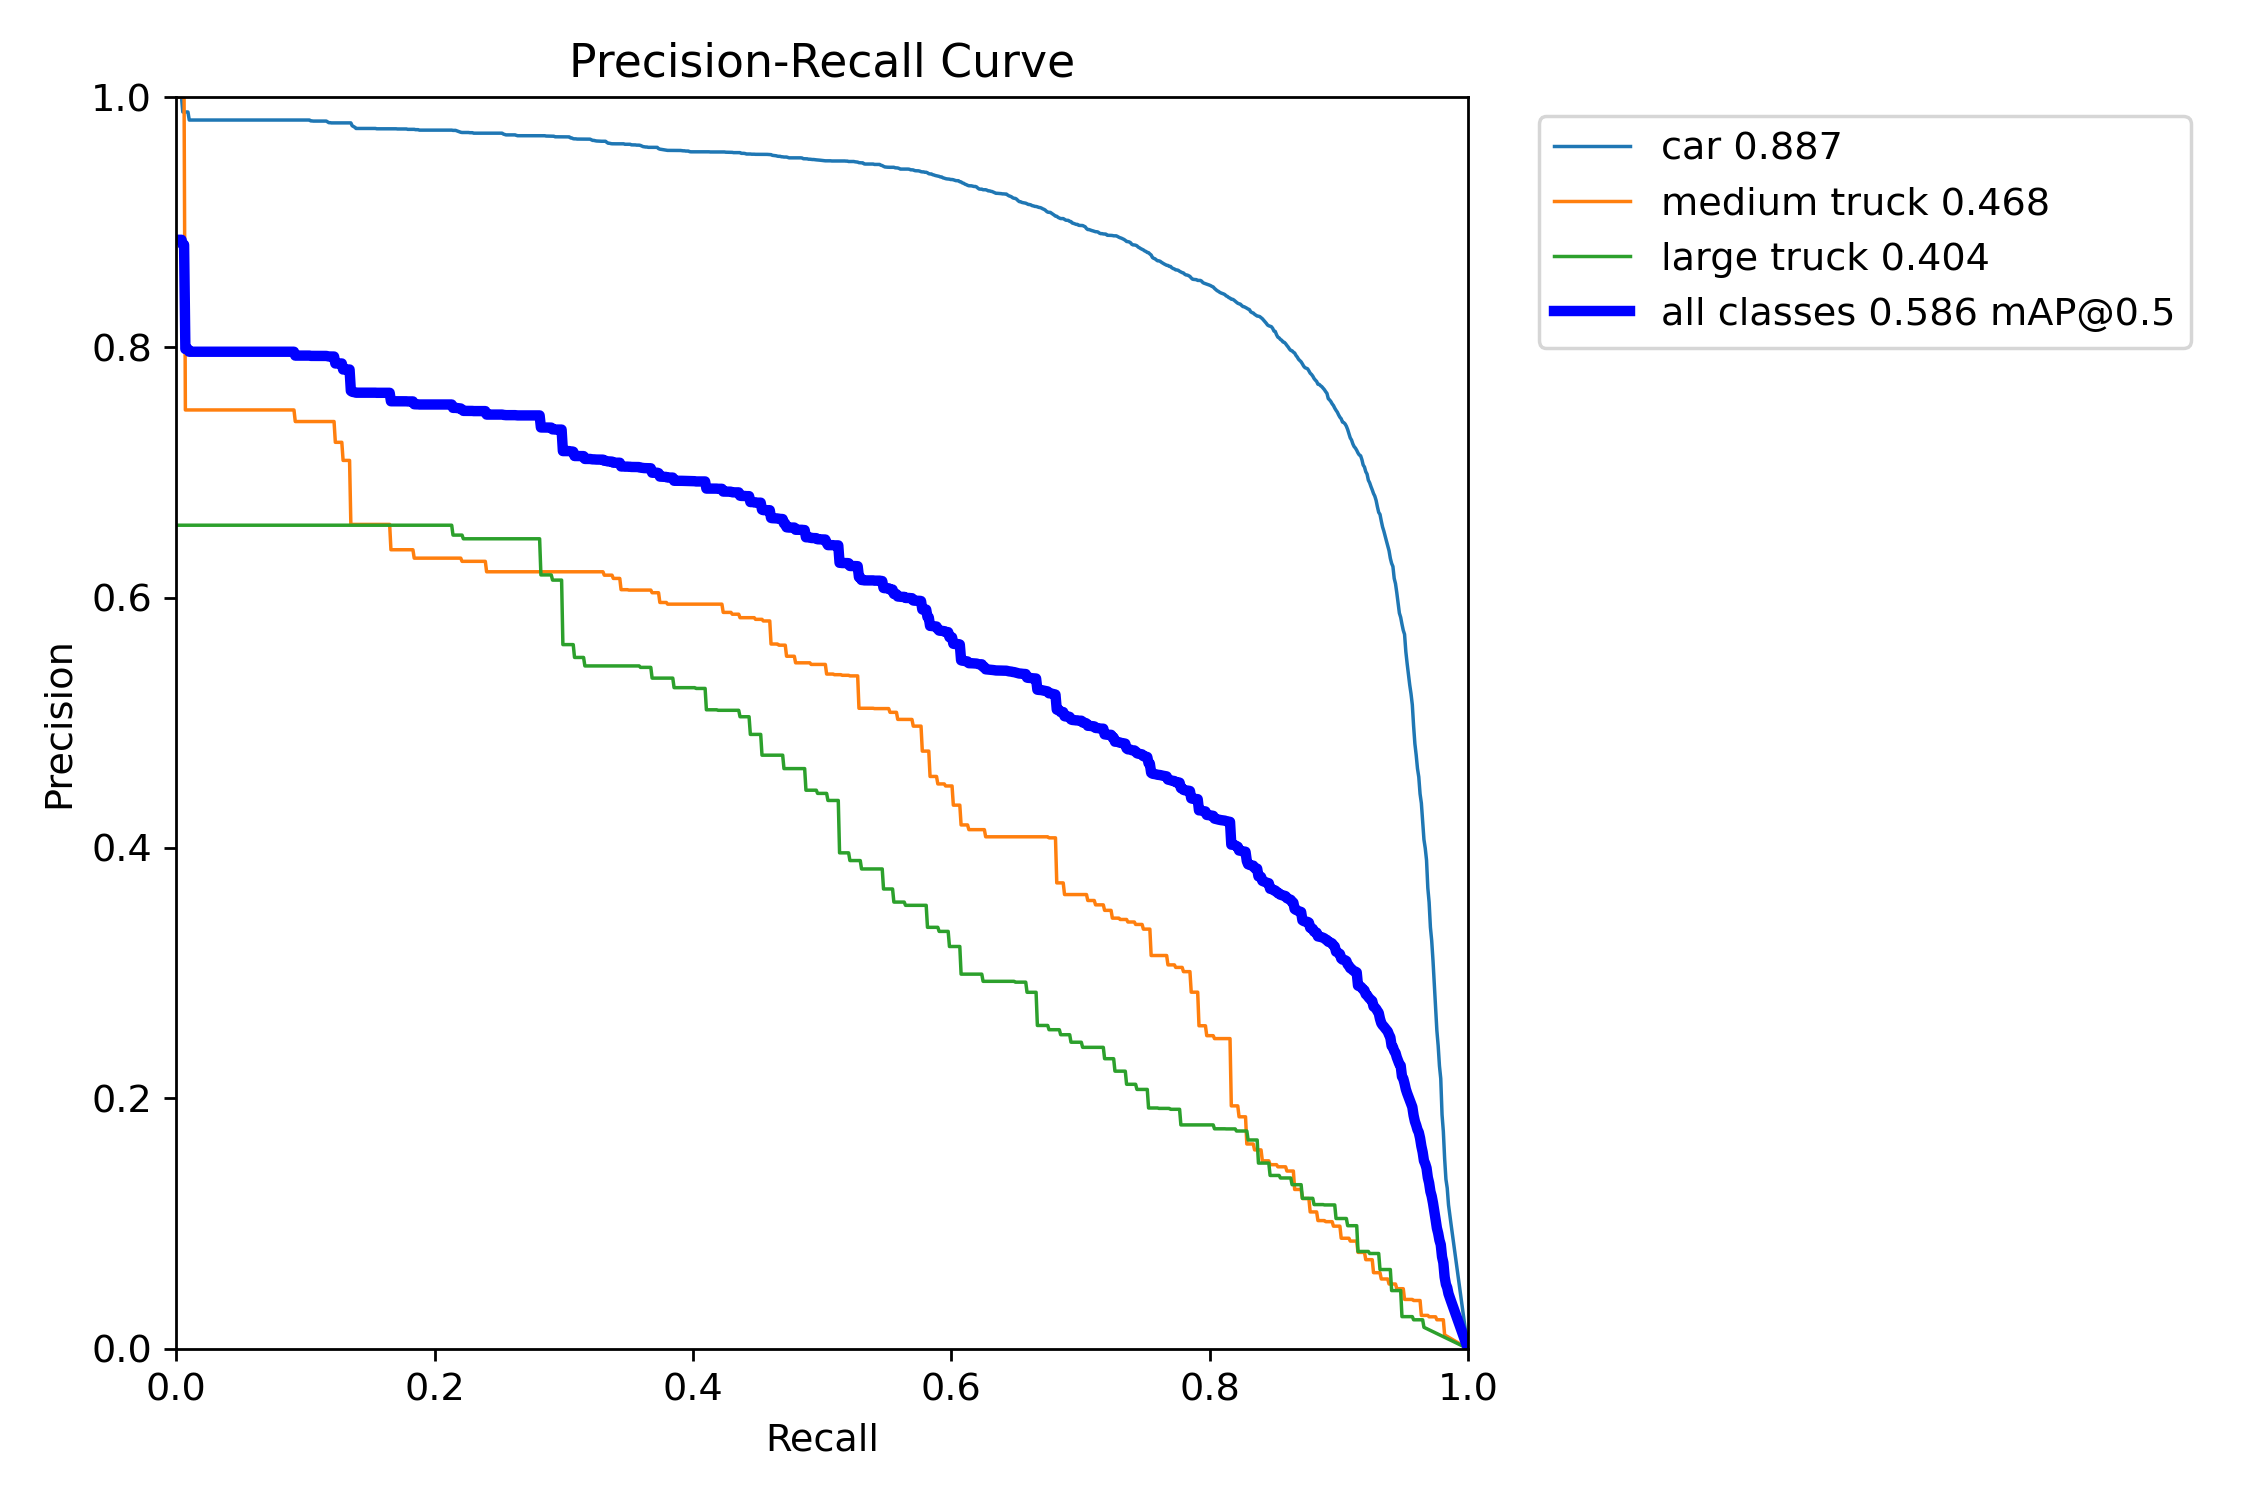 Precision-Recall Curve
1.0
0.8
0.6
0.4
0.2
0.0
Precision
0.0 0.2 0.4 0.6 0.8 1.0
Recall
car 0.887
medium truck 0.468
large truck 0.404
all classes 0.586 mAP@0.5